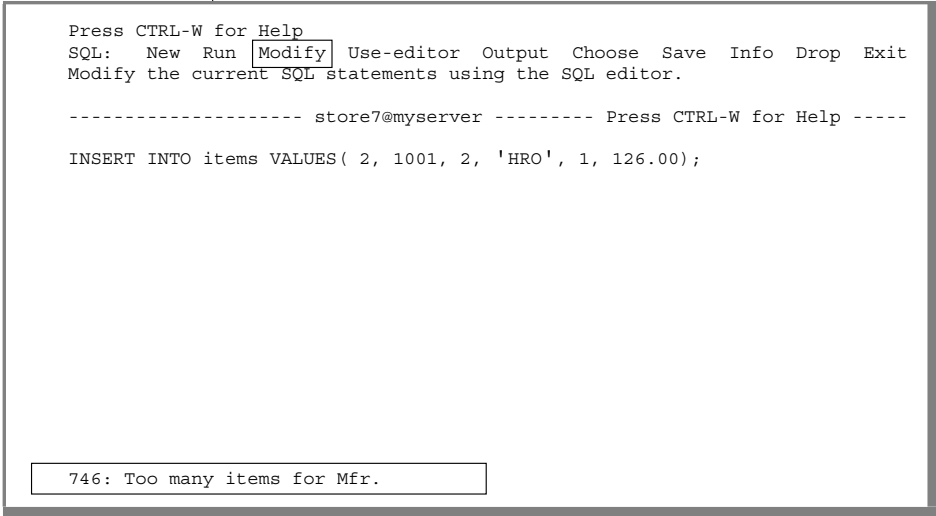 Press CTRL-W for Help
SQL:   New  Run  Modify  Use-editor  Output  Choose  Save  Info  Drop  Exit
Modify the current SQL statements using the SQL editor.
--------------------- store7@myserver --------- Press CTRL-W for Help -----
INSERT INTO items VALUES( 2, 1001, 2, 'HRO', 1, 126.00);
746: Too many items for Mfr.